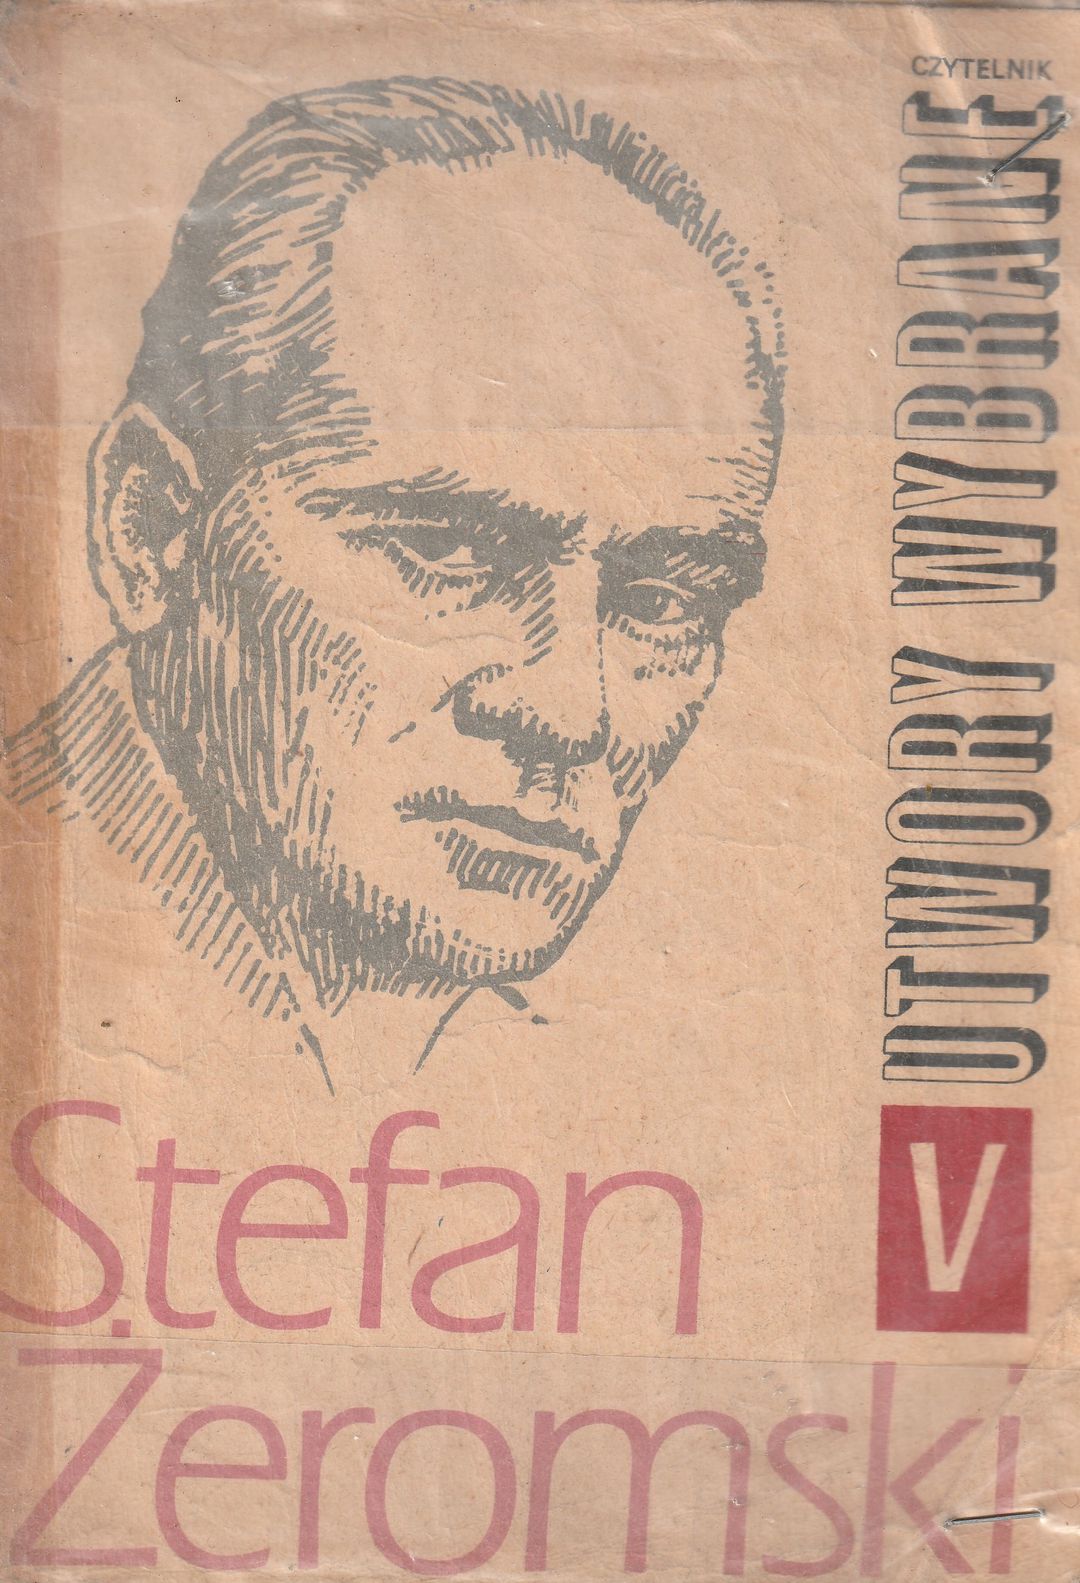 CZYTELNIK
UTWORY WYBRANE
V
Stefan
Żeromski